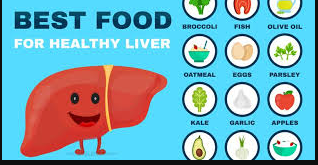 BEST FOOD
FOR HEALTHY LIVER
BROCCOLI FISH OLIVE OIL
OATMEAL EGGS PARSLEY
KALE GARLIC APPLES